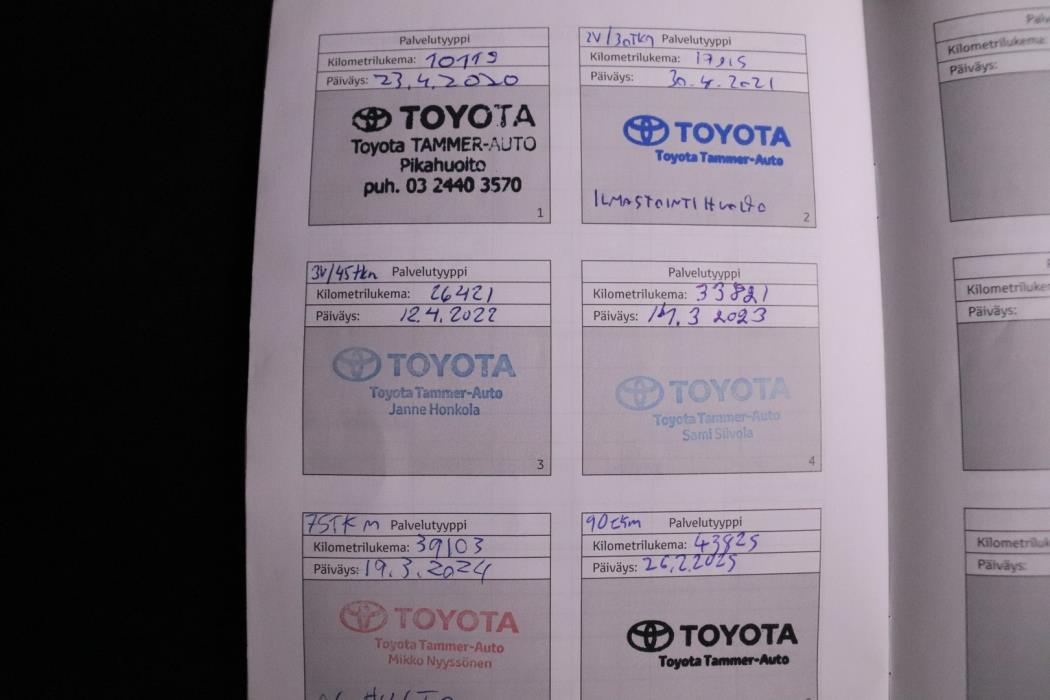 Palvelutyyppi
Kilometrilukema: 10119
Päiväys: 23.4.2020
TOYOTA
Toyota TAMMER-AUTO
Pikahuolto
puh. 03 2440 3570
1
2V/30Tkm Palvelutyyppi
Kilometrilukema:
Päiväys: 30.4.2021
TOYOTA
Toyota Tammer-Auto
ILMASTOINTI HUOLTO
2
3V/45tkm Palvelutyyppi
Kilometrilukema: 26421
Päiväys: 12.4.2022
TOYOTA
Toyota Tammer-Auto
Janne Honkola
3
Palvelutyyppi
Kilometrilukema: 33821
Päiväys: 3 2023
TOYOTA
Toyota Tammer-Auto
Sami Silvola
4
75TKM Palvelutyyppi
Kilometrilukema: 39103
Päiväys: 19.3.2024
TOYOTA
Toyota Tammer-Auto
Mikko Nyyssönen
90tkm Palvelutyyppi
Kilometrilukema: 43825
Päiväys: 26.2.2025
TOYOTA
Toyota Tammer-Auto
Palv
Kilometrilukema:
Päiväys:
Kilometriluke
Päiväys:
Kilometriluk
Päiväys: